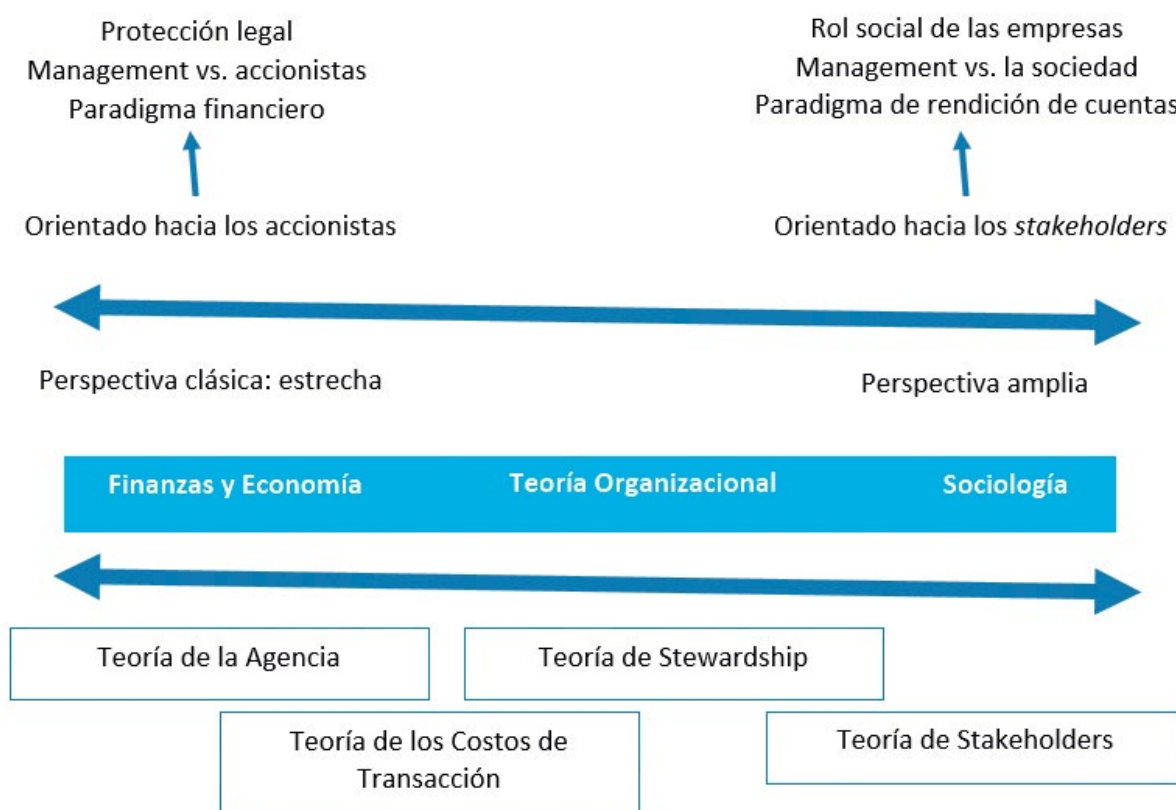 Protección legal
Management vs. accionistas
Paradigma financiero
Rol social de las empresas
Management vs. la sociedad
Paradigma de rendición de cuentas
Orientado hacia los accionistas
Orientado hacia los stakeholders
Perspectiva clásica: estrecha
Perspectiva amplia
Finanzas y Economía
Teoría Organizacional
Sociología
Teoría de la Agencia
Teoría de Stewardship
Teoría de los Costos de
Transacción
Teoría de Stakeholders